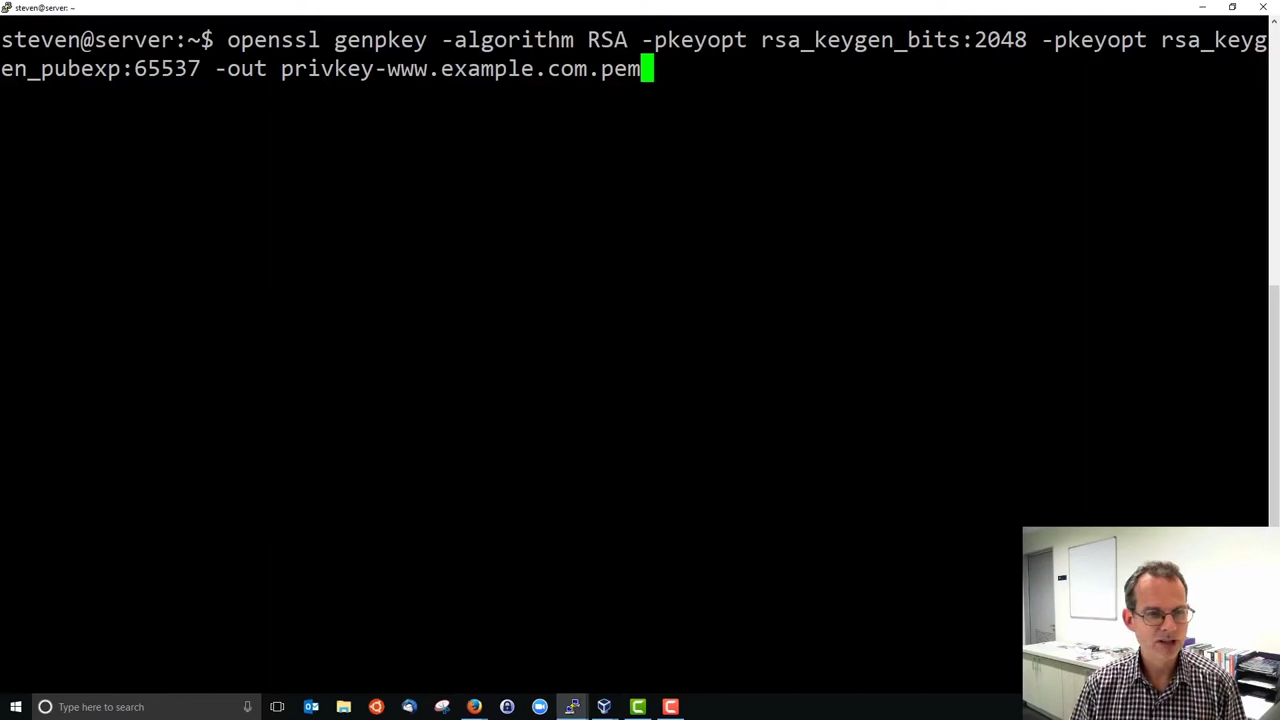 steven@server: ~
steven@server:~$ openssl genpkey -algorithm RSA -pkeyopt rsa_keygen_bits:2048 -pkeyopt rsa_keyg
en_pubexp:65537 -out privkey-www.example.com.pem
Type here to search